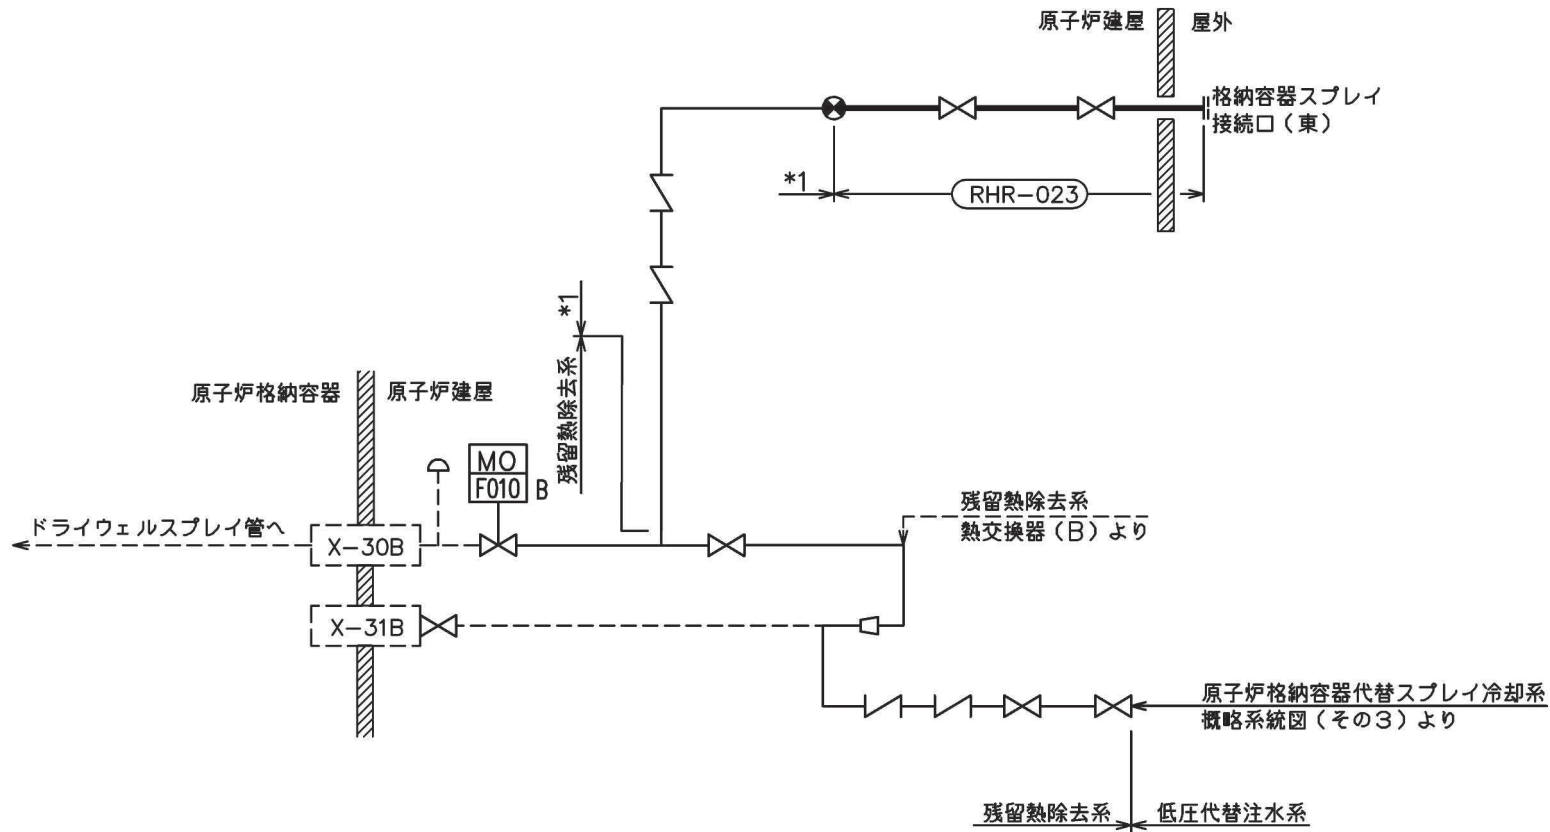 原子炉建屋
屋外
格納容器スプレイ
接続口（東）
*1
RHR-023
*1
残留熱除去系
原子炉格納容器
原子炉建屋
MO
F010 B
残留熱除去系
熱交換器（B）より
ドライウェルスプレイ管へ
X-30B
X-31B
原子炉格納容器代替スプレイ冷却系
概略系統図（その３）より
残留熱除去系
低圧代替注水系